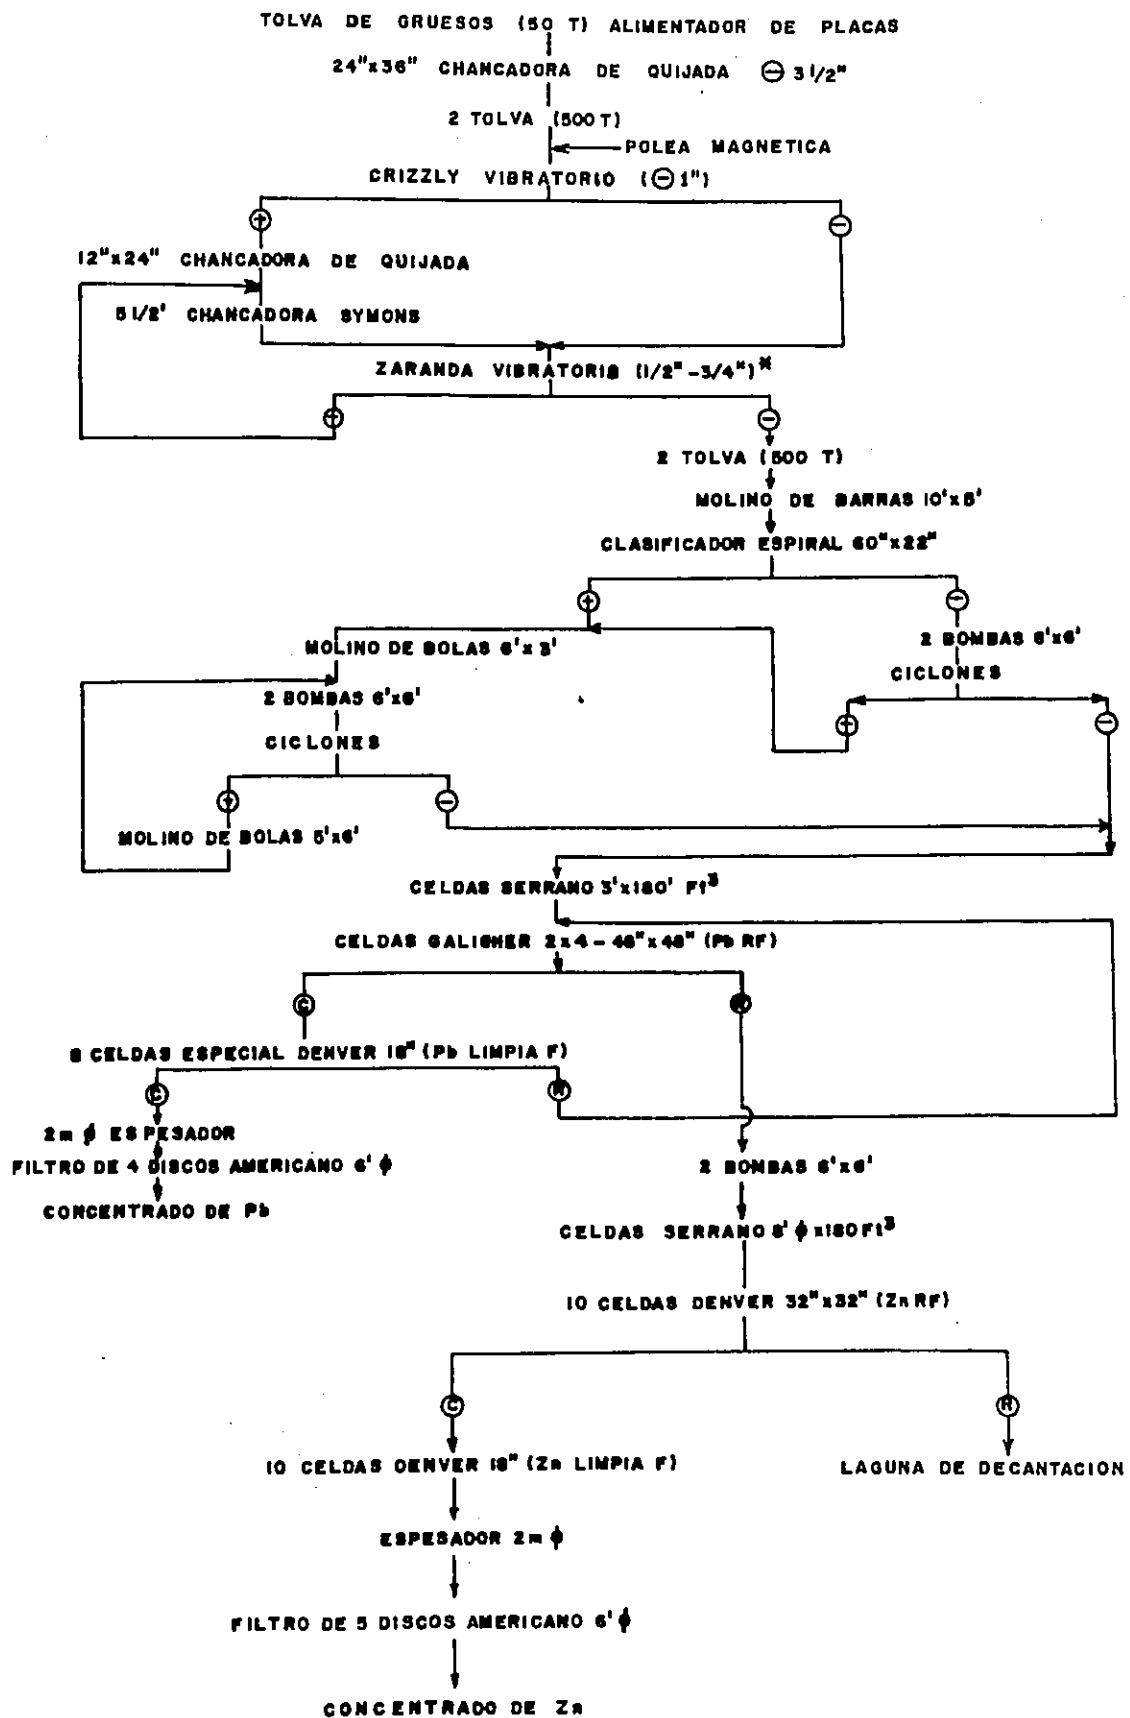 TOLVA DE GRUESOS (50 T) ALIMENTADOR DE PLACAS
24"x36" CHANCADORA DE QUIJADA ⊖ 3 1/2"
2 TOLVA (500 T)
POLEA MAGNETICA
GRIZZLY VIBRATORIO (⊖ 1")
+
−
12"x24" CHANCADORA DE QUIJADA
5 1/2' CHANCADORA SYMONS
ZARANDA VIBRATORIA (1/2" - 3/4")*
+
−
2 TOLVA (500 T)
MOLINO DE BARRAS 10'x5'
CLASIFICADOR ESPIRAL 60"x22"
+
−
MOLINO DE BOLAS 6'x3'
2 BOMBAS 6'x6'
2 BOMBAS 6'x6'
CICLONES
+
−
CICLONES
+
−
MOLINO DE BOLAS 5'x6'
CELDAS SERRANO 3'x180' Ft³
CELDAS GALIGHER 2 x 4 - 48"x48" (Pb RF)
C
R
8 CELDAS ESPECIAL DENVER 18" (Pb LIMPIA F)
C
R
2m ϕ ESPESADOR
FILTRO DE 4 DISCOS AMERICANO 6' ϕ
2 BOMBAS 6'x6'
CONCENTRADO DE Pb
CELDAS SERRANO 8' ϕ x180 Ft³
10 CELDAS DENVER 32"x32" (Zn RF)
C
R
10 CELDAS DENVER 18" (Zn LIMPIA F)
LAGUNA DE DECANTACION
ESPESADOR 2m ϕ
FILTRO DE 5 DISCOS AMERICANO 6' ϕ
CONCENTRADO DE Zn